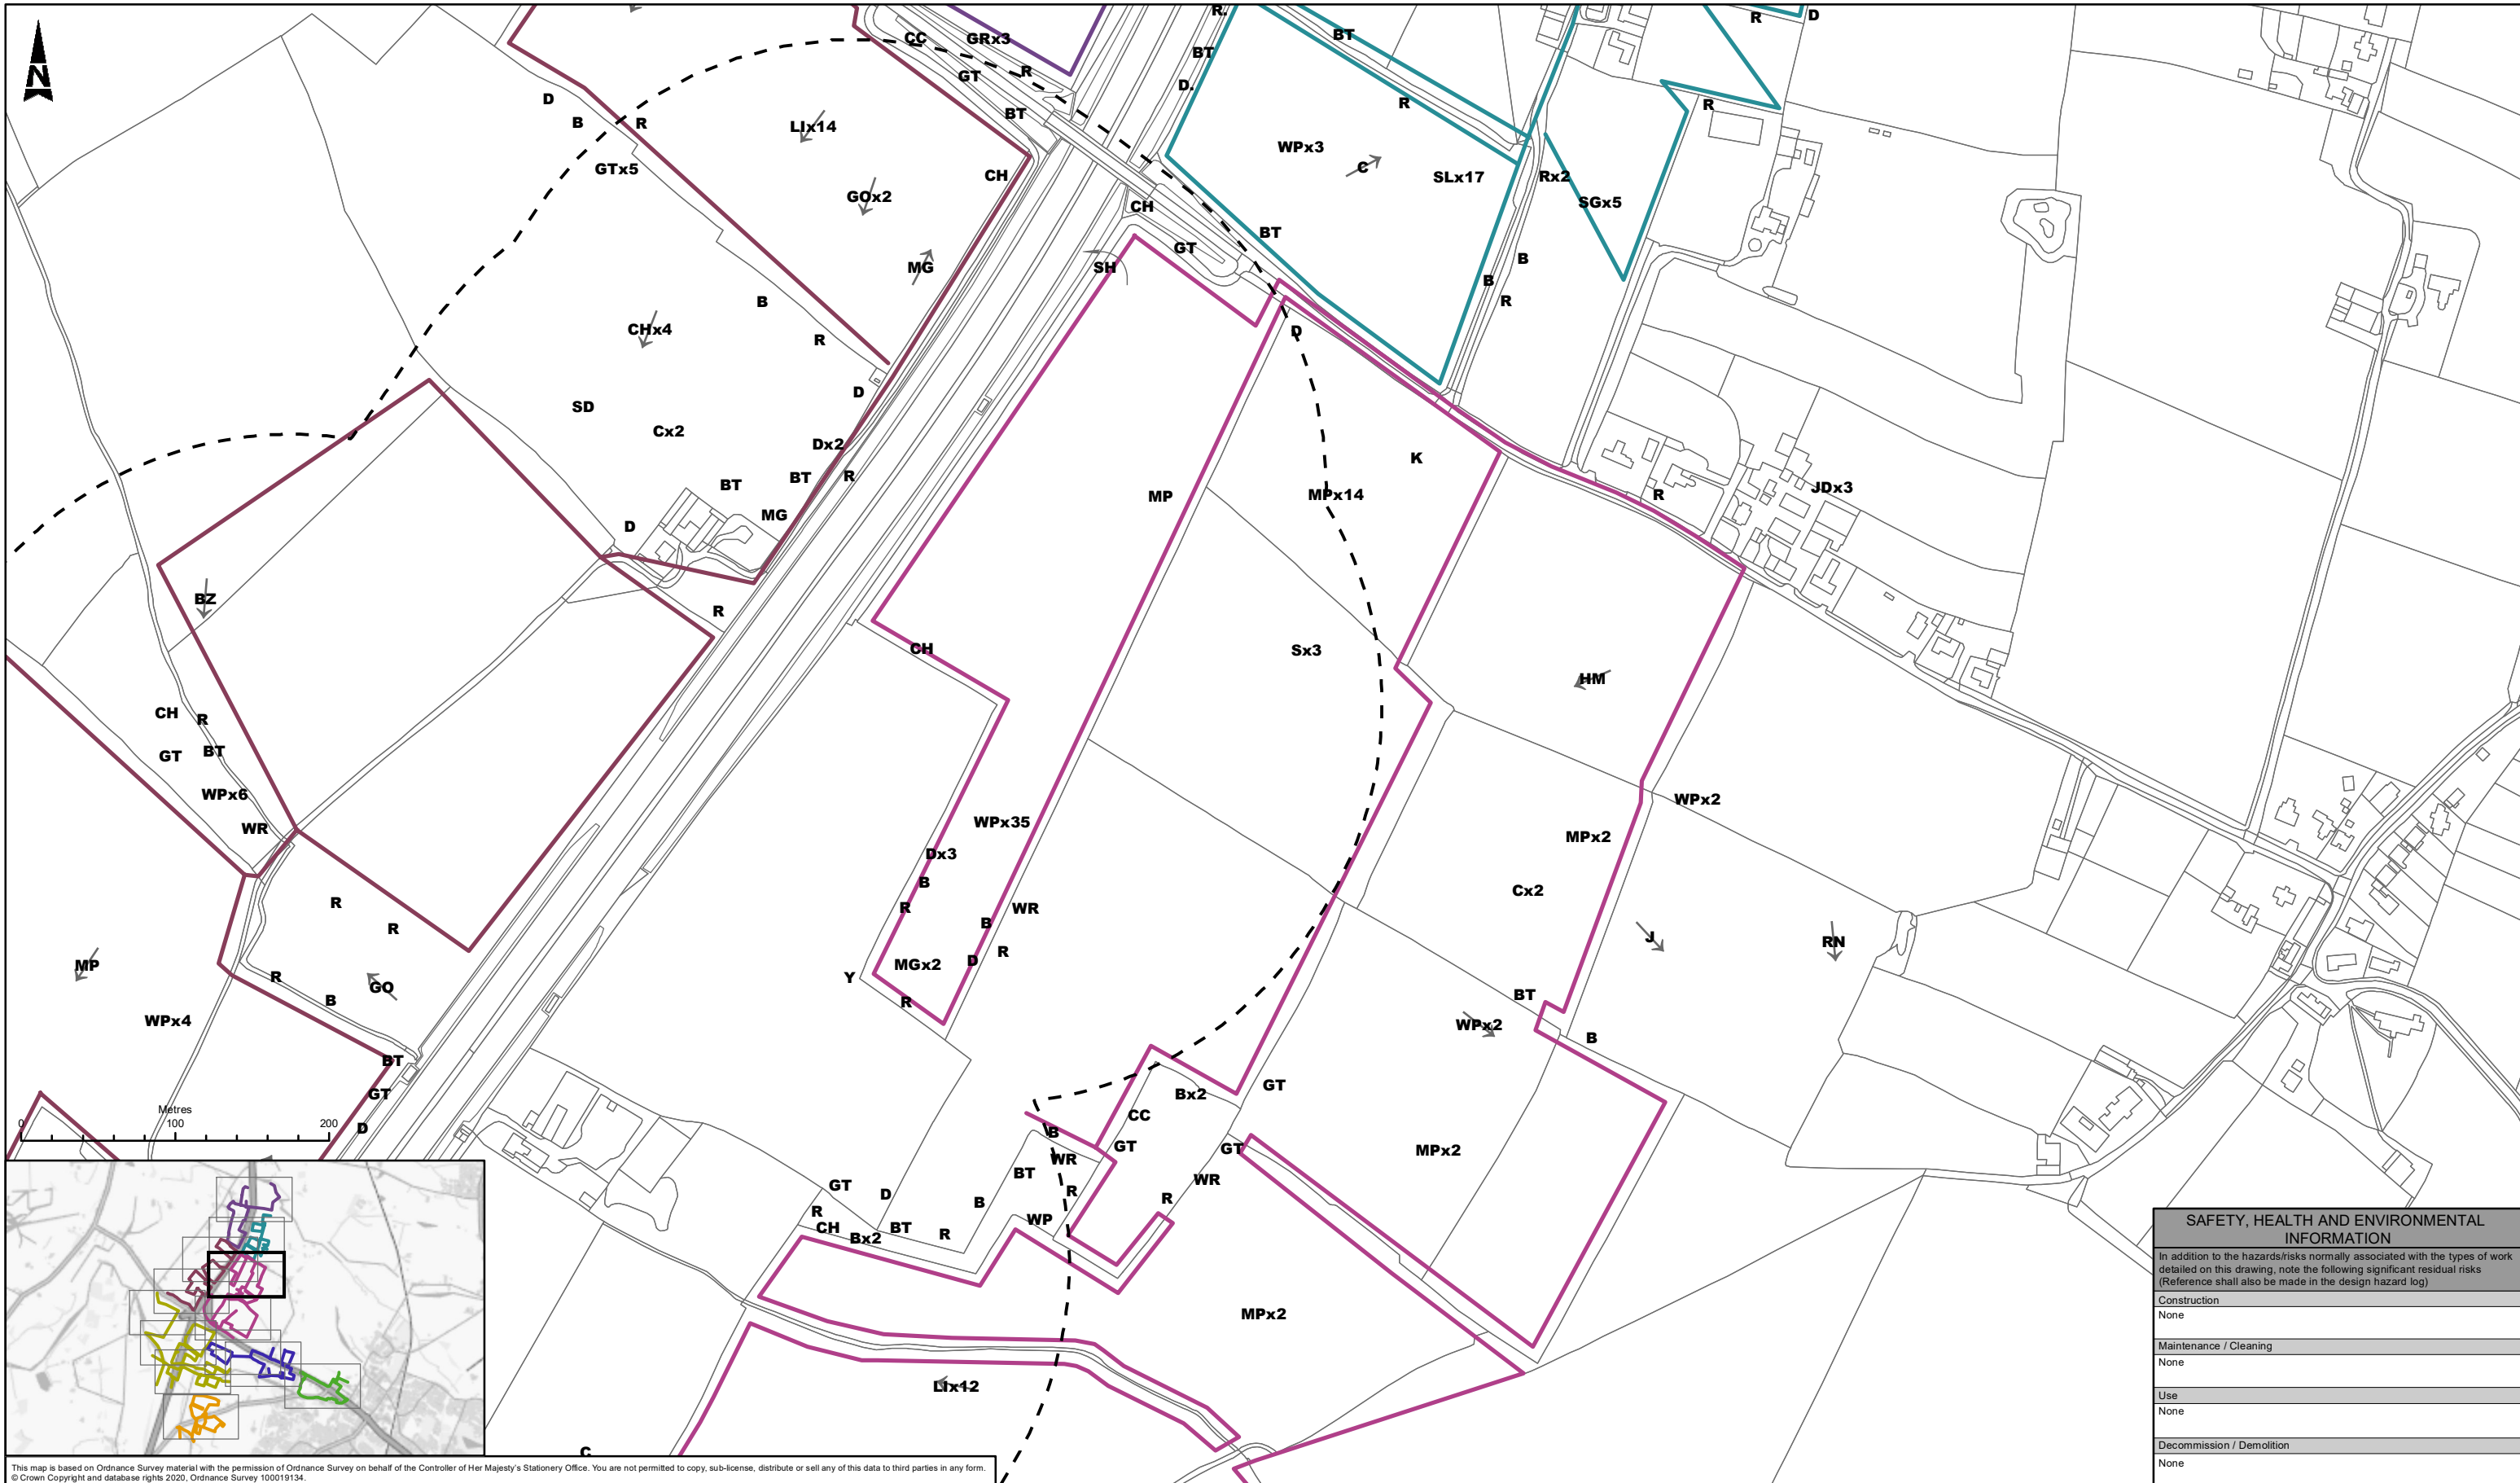 N
R.
R
D
CC
GRx3
BT
BT
GT
R
D
D.
R
R
BT
B
R
LIx14
WPx3
C
GTx5
CH
SLx17
Rx2
GOx2
CH
SGx5
BT
GT
MG
SH
B
B
B
R
CHx4
R
D
D
SD
Cx2
Dx2
K
BT
BT
R
MP
MPx14
R
JDx3
MG
D
BZ
R
CH
Sx3
HM
CH
R
GT
BT
WPx6
WPx2
WR
WPx35
MPx2
Dx3
B
Cx2
R
R
WR
R
B
J
RN
R
MP
MGx2
D
R
Y
GO
BT
B
R
WPx4
WPx2
B
BT
GT
Bx2
GT
CC
D
B
GT
GT
MPx2
WR
BT
WR
GT
D
R
R
B
R
WP
CH
BT
R
Bx2
MPx2
LIx12
C
Metres
0
100
200
SAFETY, HEALTH AND ENVIRONMENTAL
INFORMATION
In addition to the hazards/risks normally associated with the types of work
detailed on this drawing, note the following significant residual risks
(Reference shall also be made in the design hazard log)
Construction
None
Maintenance / Cleaning
None
Use
None
Decommission / Demolition
None
This map is based on Ordnance Survey material with the permission of Ordnance Survey on behalf of the Controller of Her Majesty's Stationery Office. You are not permitted to copy, sub-license, distribute or sell any of this data to third parties in any form.
© Crown Copyright and database rights 2020, Ordnance Survey 100019134.